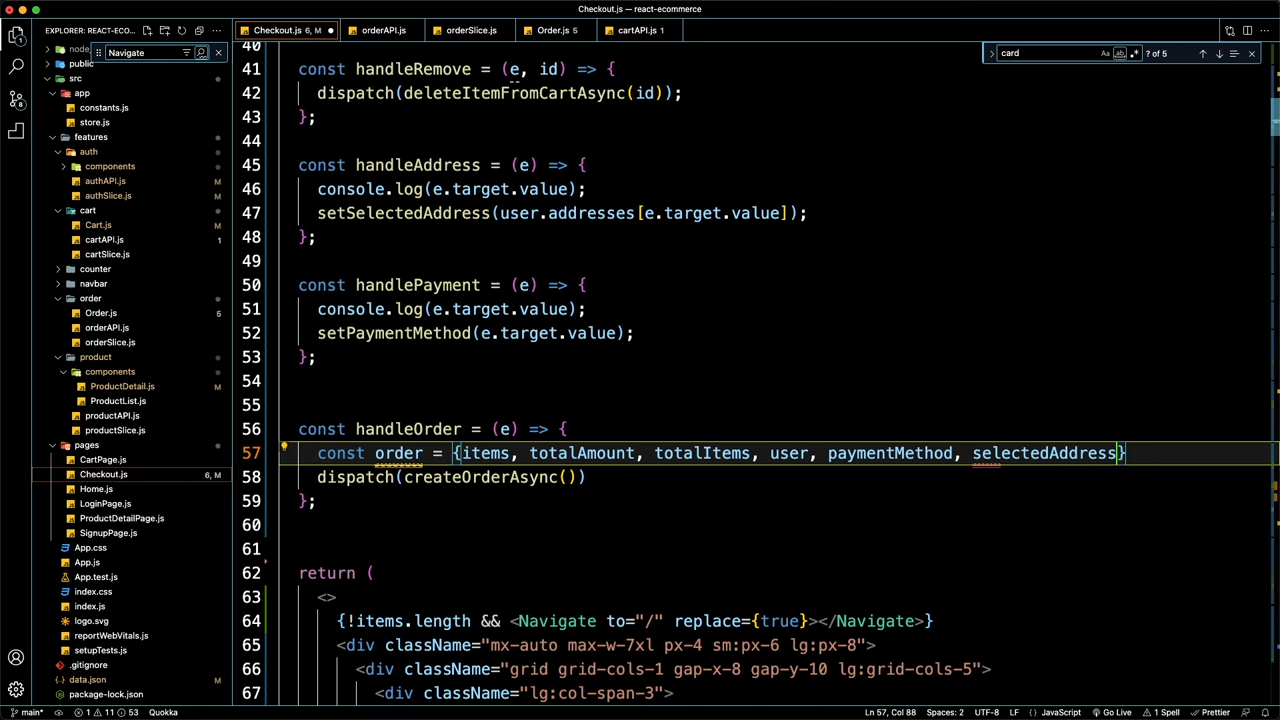 Checkout.js — react-ecommerce
EXPLORER: REACT-ECO...
Checkout.js 6, M
orderAPI.js
orderSlice.js
Order.js 5
cartAPI.js 1
Navigate
card
Aa
ab
? of 5
node
public
src
app
constants.js
store.js
features
auth
components
authAPI.js M
authSlice.js M
cart
Cart.js M
cartAPI.js 1
cartSlice.js
counter
navbar
order
Order.js 5
orderAPI.js
orderSlice.js
product
components
ProductDetail.js M
ProductList.js
productAPI.js
productSlice.js
pages
CartPage.js
Checkout.js 6, M
Home.js
LoginPage.js
ProductDetailPage.js
SignupPage.js
App.css
App.js
App.test.js
index.css
index.js
logo.svg
reportWebVitals.js
setupTests.js
.gitignore
data.json M
package-lock.json
40
41 const handleRemove = (e, id) => {
42 dispatch(deleteItemFromCartAsync(id));
43 };
44
45 const handleAddress = (e) => {
46 console.log(e.target.value);
47 setSelectedAddress(user.addresses[e.target.value]);
48 };
49
50 const handlePayment = (e) => {
51 console.log(e.target.value);
52 setPaymentMethod(e.target.value);
53 };
54
55
56 const handleOrder = (e) => {
57 const order = {items, totalAmount, totalItems, user, paymentMethod, selectedAddress}
58 dispatch(createOrderAsync())
59 };
60
61
62 return (
63 <>
64 {!items.length && <Navigate to="/" replace={true}></Navigate>}
65 <div className="mx-auto max-w-7xl px-4 sm:px-6 lg:px-8">
66 <div className="grid grid-cols-1 gap-x-8 gap-y-10 lg:grid-cols-5">
67 <div className="lg:col-span-3">
main* 1 11 53 Quokka
Ln 57, Col 88 Spaces: 2 UTF-8 LF {} JavaScript Go Live 1 Spell Prettier